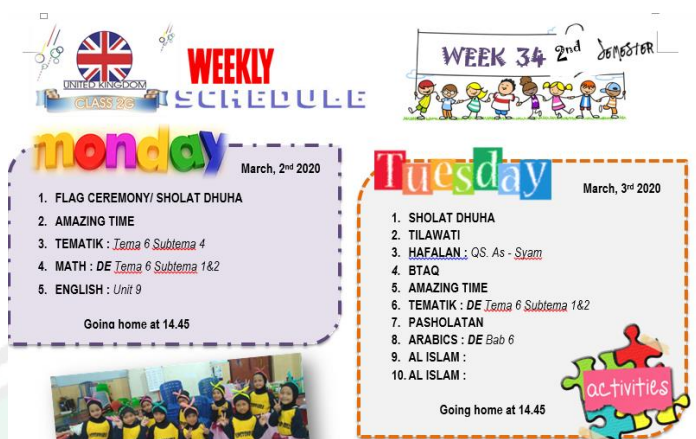 UNITED KINGDOM
CLASS 2G
WEEKLY
SCHEDULE
WEEK 34 2nd SEMESTER
monday
March, 2nd 2020
1. FLAG CEREMONY/ SHOLAT DHUHA
2. AMAZING TIME
3. TEMATIK : Tema 6 Subtema 4
4. MATH : DE Tema 6 Subtema 1&2
5. ENGLISH : Unit 9
Going home at 14.45
Tuesday
March, 3rd 2020
1. SHOLAT DHUHA
2. TILAWATI
3. HAFALAN : QS. As - Syam
4. BTAQ
5. AMAZING TIME
6. TEMATIK : DE Tema 6 Subtema 1&2
7. PASHOLATAN
8. ARABICS : DE Bab 6
9. AL ISLAM :
10. AL ISLAM :
Going home at 14.45
activities